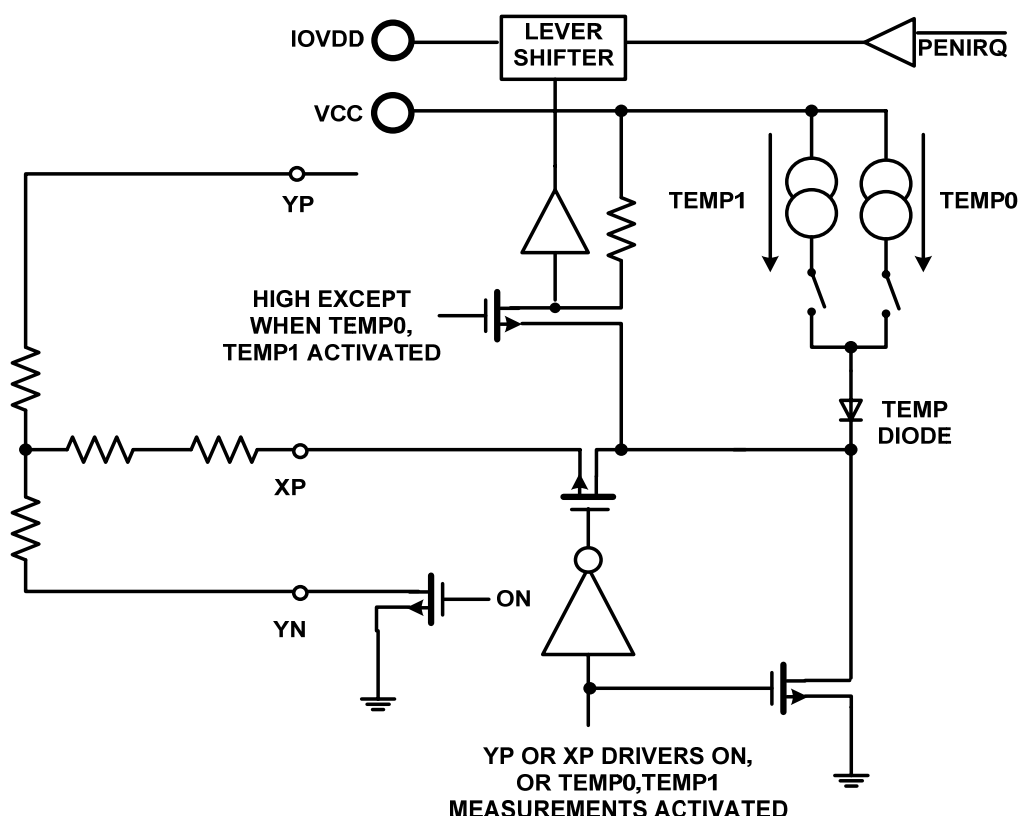 IOVDD
LEVER
SHIFTER
PENIRQ
VCC
YP
TEMP1
TEMP0
HIGH EXCEPT
WHEN TEMP0,
TEMP1 ACTIVATED
TEMP
DIODE
XP
YN
ON
YP OR XP DRIVERS ON,
OR TEMP0,TEMP1
MEASUREMENTS ACTIVATED